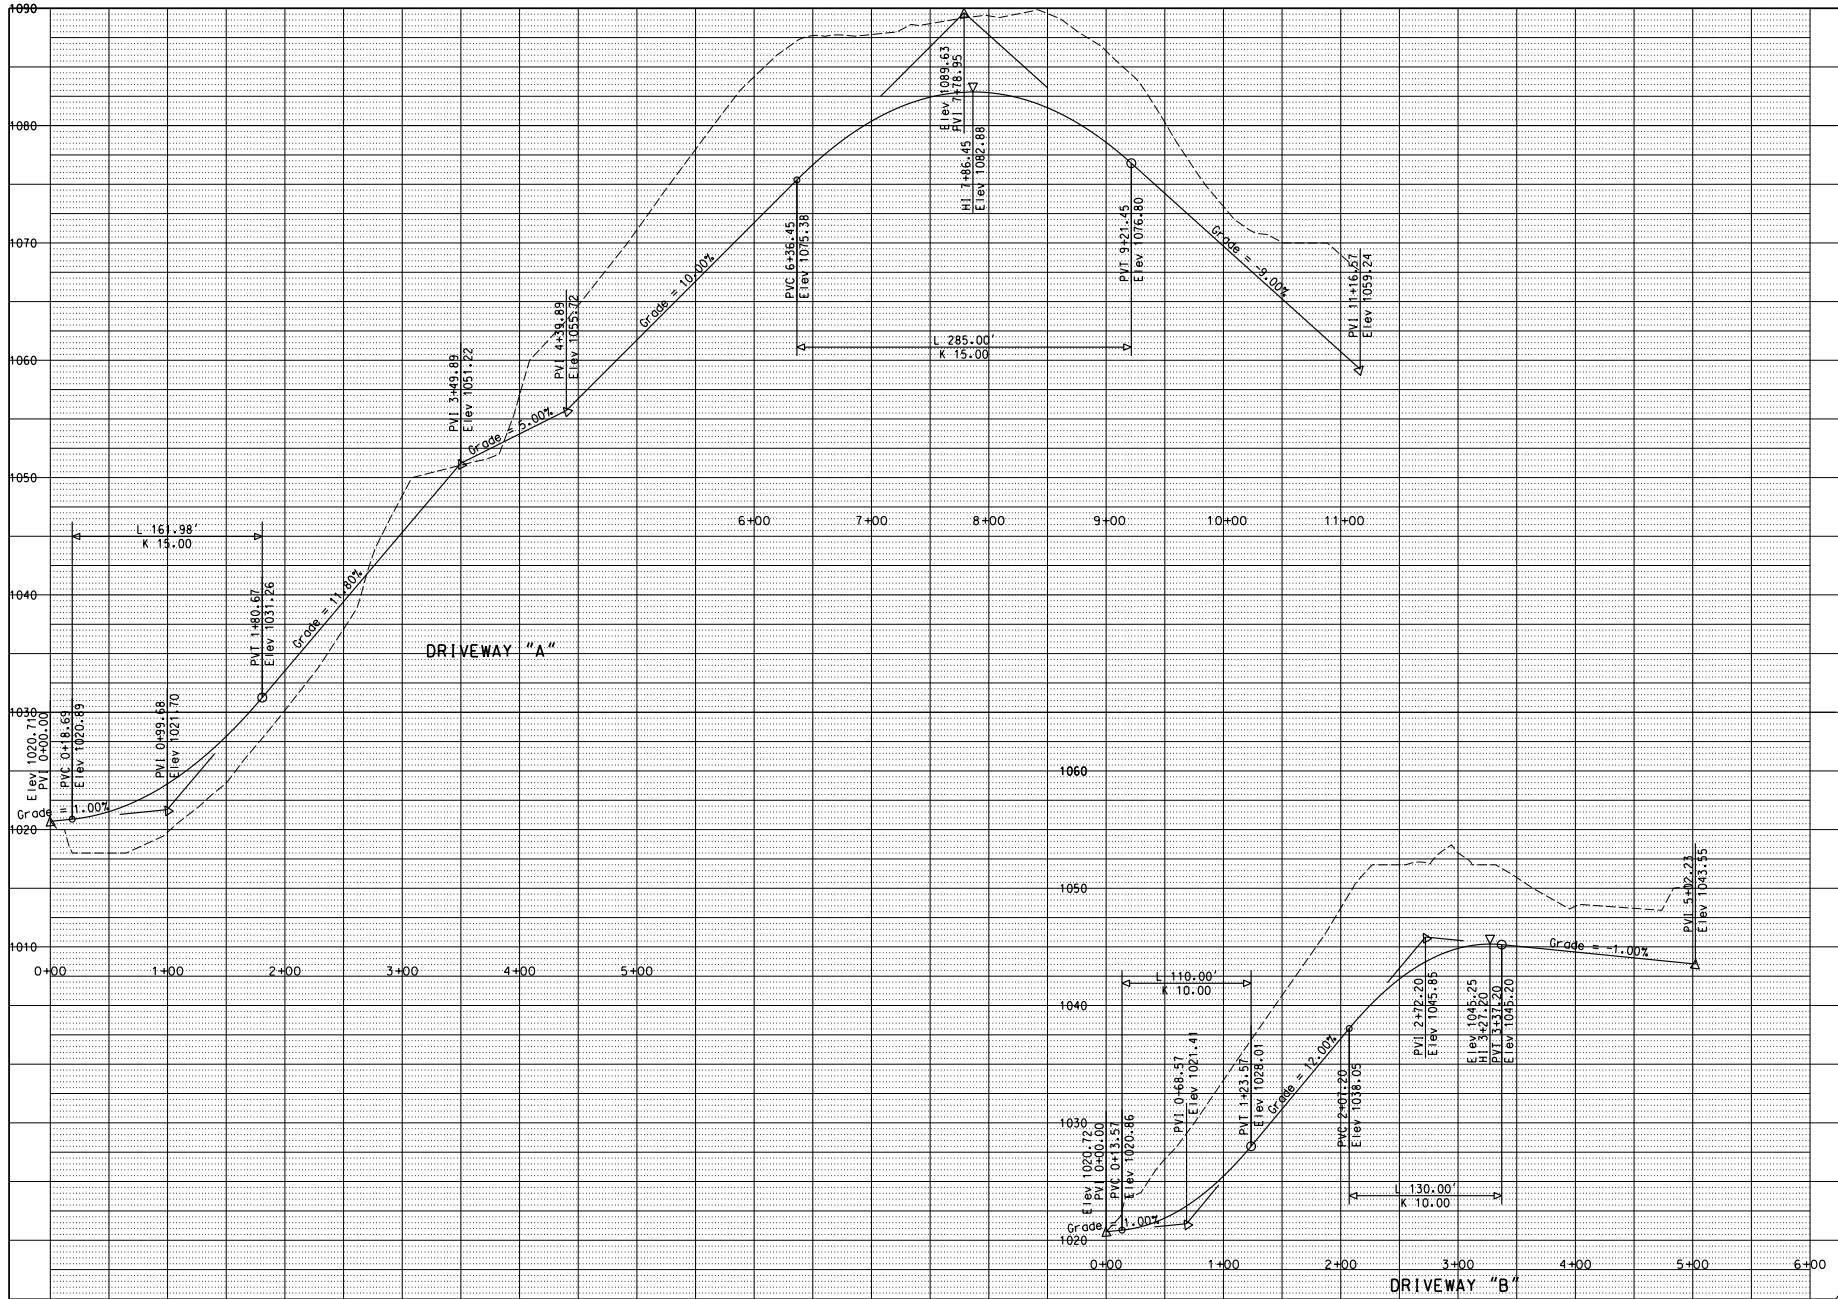 1090
1080
1070
1060
1050
1040
1030
1020
1010
Elev 1089.63
PVI 7+78.95
HI 7+86.45
Elev 1082.88
PVC 6+36.45
Elev 1075.38
PVT 9+21.45
Elev 1076.80
Grade = -9.00%
PVI 11+16.57
Elev 1059.24
L 285.00'
K 15.00
Grade = 10.00%
PVI 4+39.89
Elev 1055.72
PVI 3+49.89
Elev 1051.22
Grade = 5.00%
L 161.98'
K 15.00
PVT 1+80.67
Elev 1031.26
Grade = 11.80%
DRIVEWAY "A"
PVI 0+99.68
Elev 1021.70
Elev 1020.71
PVI 0+00.00
PVC 0+18.69
Elev 1020.89
Grade = 1.00%
6+00 7+00 8+00 9+00 10+00 11+00
0+00 1+00 2+00 3+00 4+00 5+00
1060
1050
1040
1030
1020
L 110.00'
K 10.00
Elev 1020.72
PVI 0+00.00
PVC 0+13.57
Elev 1020.86
Grade = 1.00%
PVI 0+68.57
Elev 1021.41
PVT 1+23.57
Elev 1028.01
Grade = 12.00%
PVC 2+07.20
Elev 1038.05
L 130.00'
K 10.00
PVI 2+72.20
Elev 1045.85
Elev 1045.25
HI 3+27.20
PVT 3+37.20
Elev 1045.20
Grade = -1.00%
PVI 5+02.23
Elev 1043.55
0+00 1+00 2+00 3+00 4+00 5+00 6+00
DRIVEWAY "B"